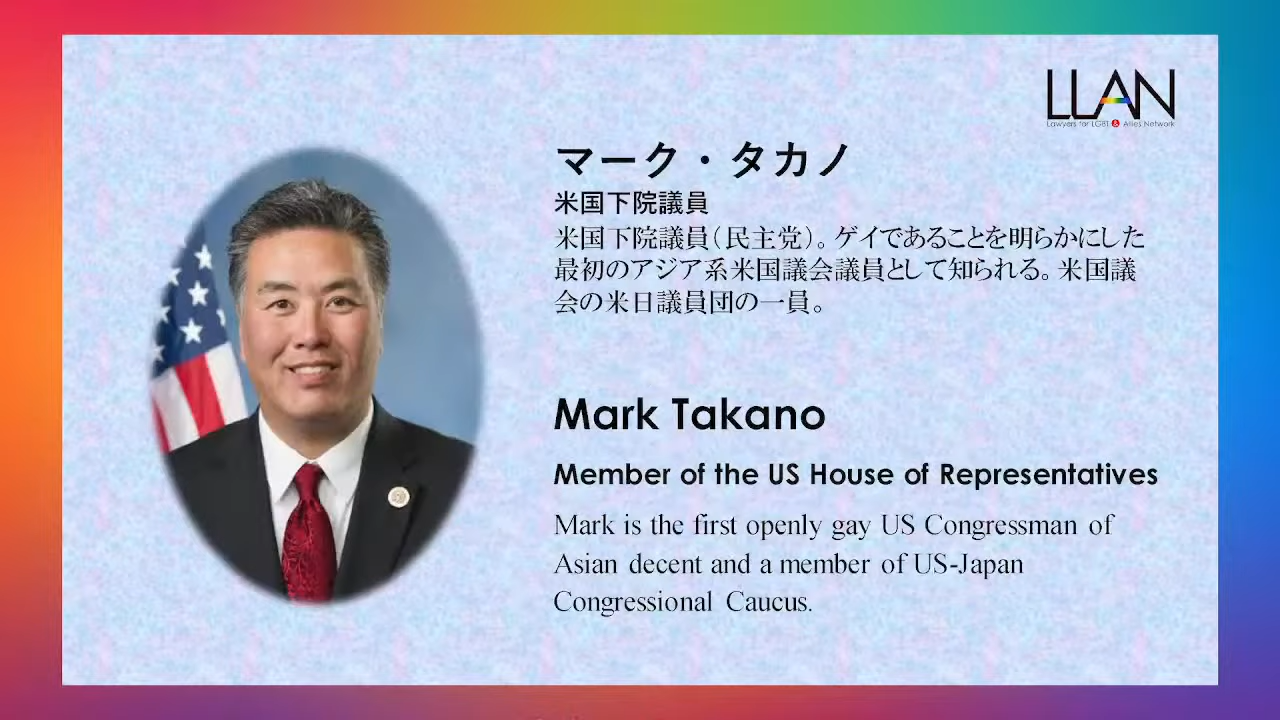 LLAN
Lawyers for LGBT & Allies Network
マーク・タカノ
米国下院議員
米国下院議員（民主党）。ゲイであることを明らかにした
最初のアジア系米国議会議員として知られる。米国議
会の米日議員団の一員。
Mark Takano
Member of the US House of Representatives
Mark is the first openly gay US Congressman of
Asian decent and a member of US-Japan
Congressional Caucus.